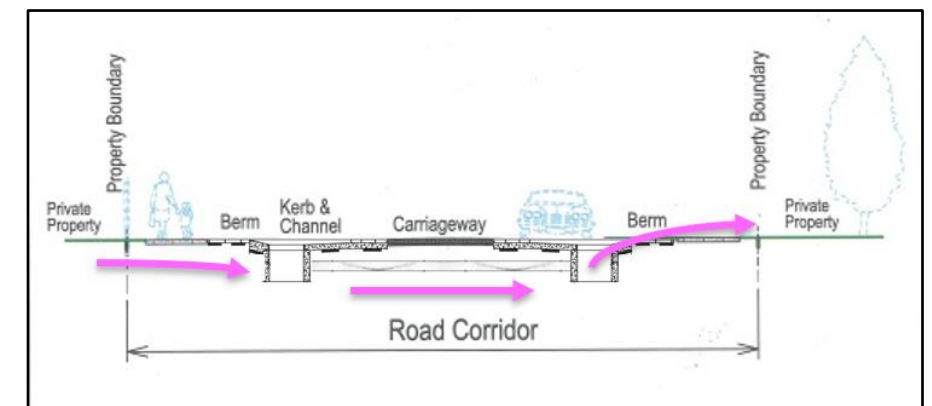 Property Boundary
Property Boundary
Private
Property
Berm
Kerb &
Channel
Carriageway
Berm
Private
Property
Road Corridor